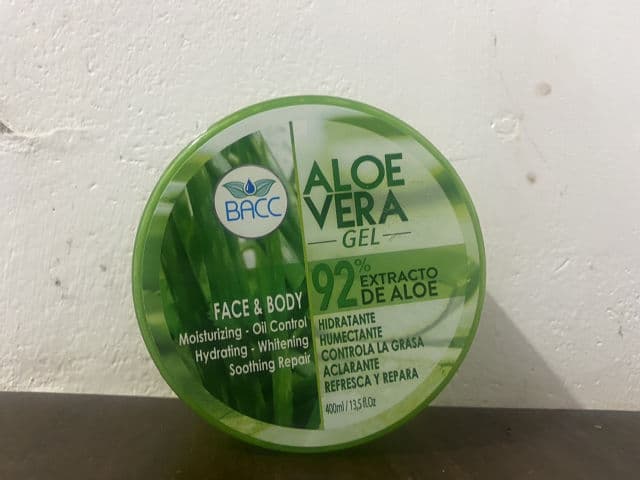 BACC
ALOE
VERA
GEL
92% EXTRACTO
DE ALOE
FACE & BODY
Moisturizing - Oil Control
Hydrating - Whitening
Soothing Repair
HIDRATANTE
HUMECTANTE
CONTROLA LA GRASA
ACLARANTE
REFRESCA Y REPARA
400ml / 13,5 fl.Oz